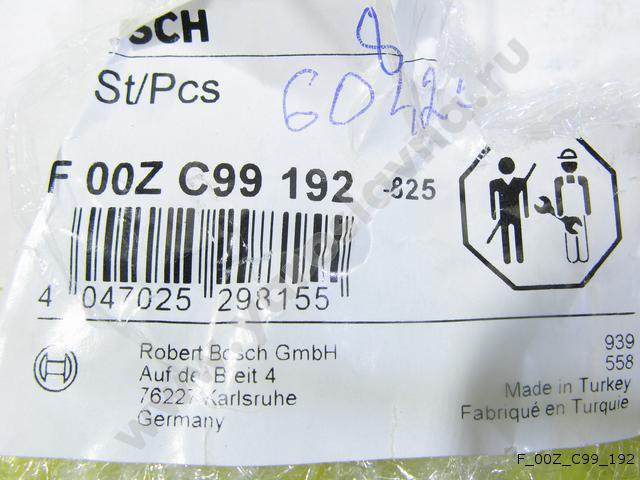 SCH
8
St/Pcs
F 00Z C99 192 -825
4 047025 298155
Robert Bosch GmbH
Auf der Breit 4
76227 Karlsruhe
Germany
939
558
Made in Turkey
Fabriqué en Turquie
F_00Z_C99_192